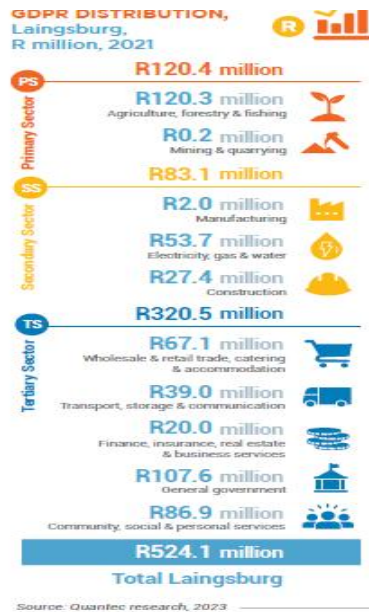 GDPR DISTRIBUTION,
Laingsburg,
R million, 2021
R
PS
Primary Sector
R120.4 million
R120.3 million
Agriculture, forestry & fishing
R0.2 million
Mining & quarrying
SS
Secondary Sector
R83.1 million
R2.0 million
Manufacturing
R53.7 million
Electricity, gas & water
R27.4 million
Construction
TS
Tertiary Sector
R320.5 million
R67.1 million
Wholesale & retail trade, catering
& accommodation
R39.0 million
Transport, storage & communication
R20.0 million
Finance, insurance, real estate
& business services
R107.6 million
General government
R86.9 million
Community, social & personal services
R524.1 million
Total Laingsburg
Source: Quantec research, 2023